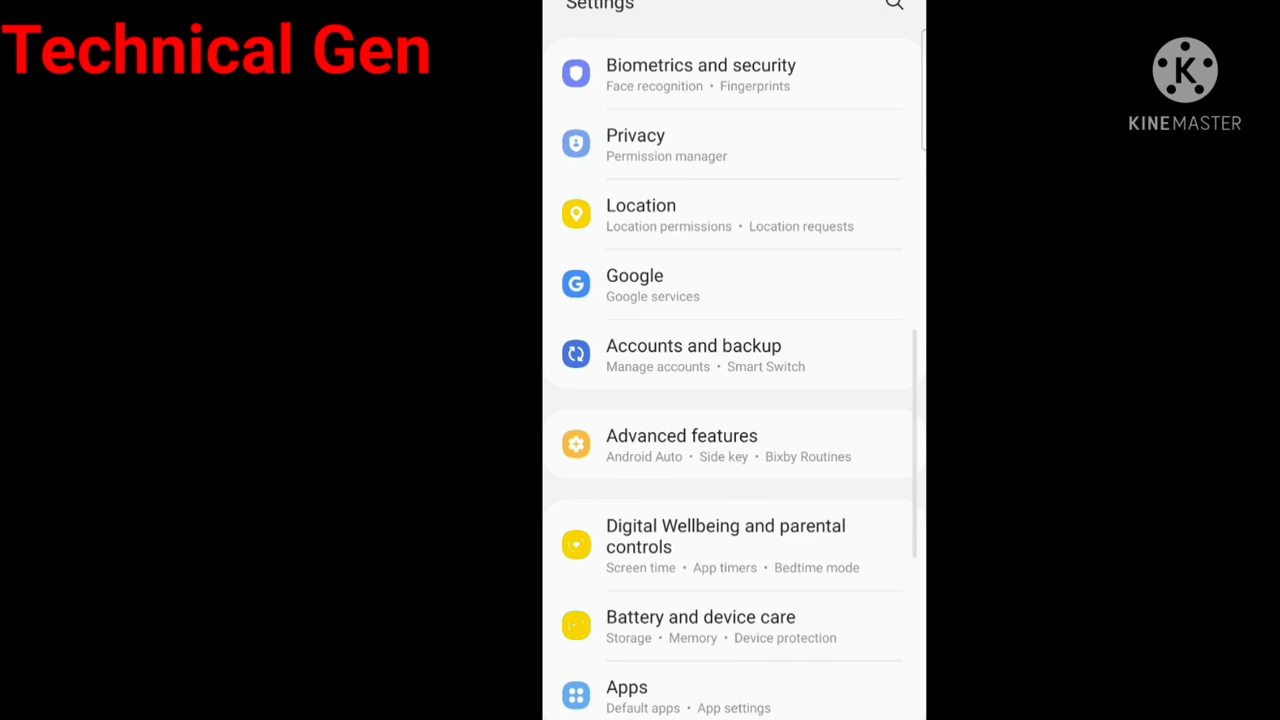 Technical Gen
Settings
KINEMASTER
Biometrics and security
Face recognition • Fingerprints
Privacy
Permission manager
Location
Location permissions • Location requests
Google
Google services
Accounts and backup
Manage accounts • Smart Switch
Advanced features
Android Auto • Side key • Bixby Routines
Digital Wellbeing and parental
controls
Screen time • App timers • Bedtime mode
Battery and device care
Storage • Memory • Device protection
Apps
Default apps • App settings